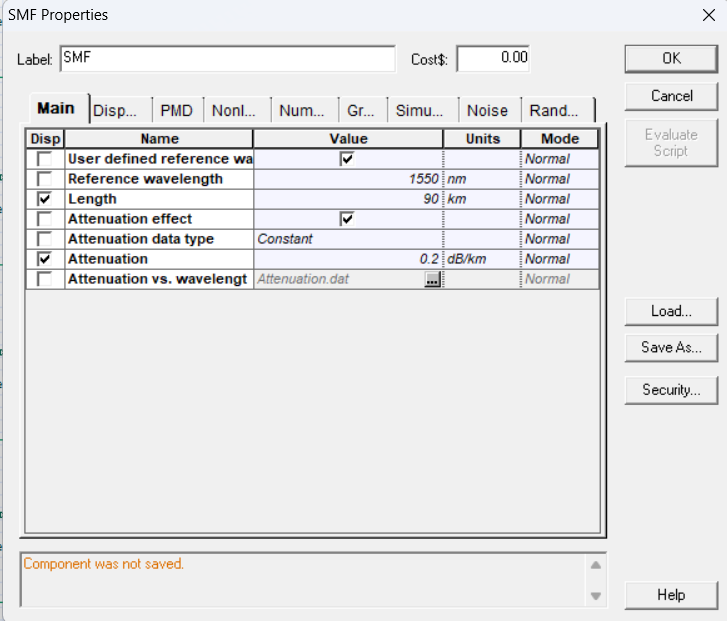 SMF Properties
Label: SMF Cost$: 0.00 OK
Cancel
Evaluate Script
Main Disp... PMD Nonl... Num... Gr... Simu... Noise Rand...
Disp Name Value Units Mode
User defined reference wa Normal
Reference wavelength 1550 nm Normal
Length 90 km Normal
Attenuation effect Normal
Attenuation data type Constant Normal
Attenuation 0.2 dB/km Normal
Attenuation vs. wavelengt Attenuation.dat ... Normal
Load...
Save As...
Security...
Component was not saved.
Help